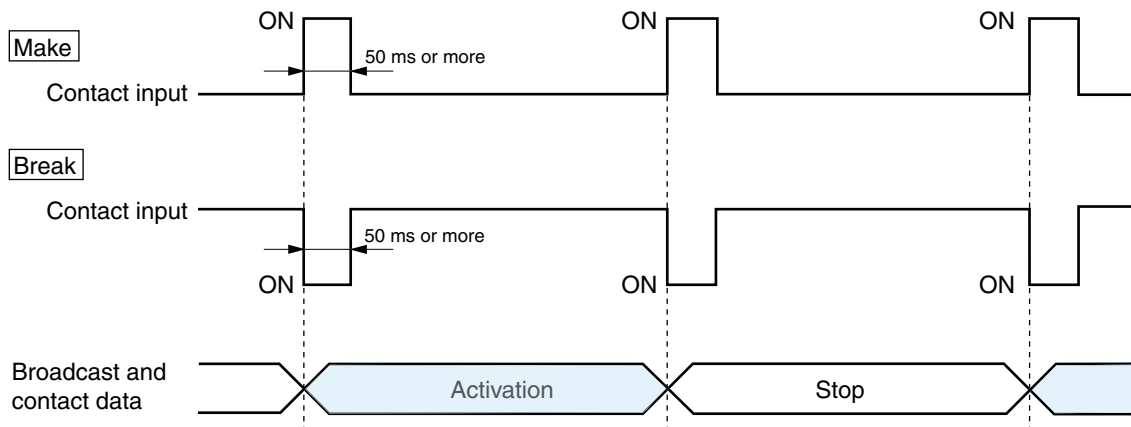 ON ON ON
Make
50 ms or more
Contact input
Break
Contact input
50 ms or more
ON ON ON
Broadcast and
contact data
Activation Stop